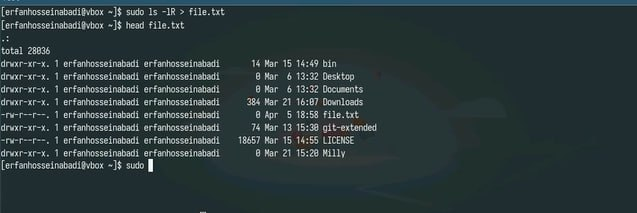 [erfanhosseinabadi@vbox ~]$ sudo ls -lR > file.txt
[erfanhosseinabadi@vbox ~]$ head file.txt
.:
total 28036
drwxr-xr-x. 1 erfanhosseinabadi erfanhosseinabadi 14 Mar 15 14:49 bin
drwxr-xr-x. 1 erfanhosseinabadi erfanhosseinabadi 0 Mar 6 13:32 Desktop
drwxr-xr-x. 1 erfanhosseinabadi erfanhosseinabadi 0 Mar 6 13:32 Documents
drwxr-xr-x. 1 erfanhosseinabadi erfanhosseinabadi 384 Mar 21 16:07 Downloads
-rw-r--r--. 1 erfanhosseinabadi erfanhosseinabadi 0 Apr 5 18:58 file.txt
drwxr-xr-x. 1 erfanhosseinabadi erfanhosseinabadi 74 Mar 13 15:30 git-extended
-rw-r--r--. 1 erfanhosseinabadi erfanhosseinabadi 18657 Mar 15 14:55 LICENSE
drwxr-xr-x. 1 erfanhosseinabadi erfanhosseinabadi 0 Mar 21 15:20 Milly
[erfanhosseinabadi@vbox ~]$ sudo